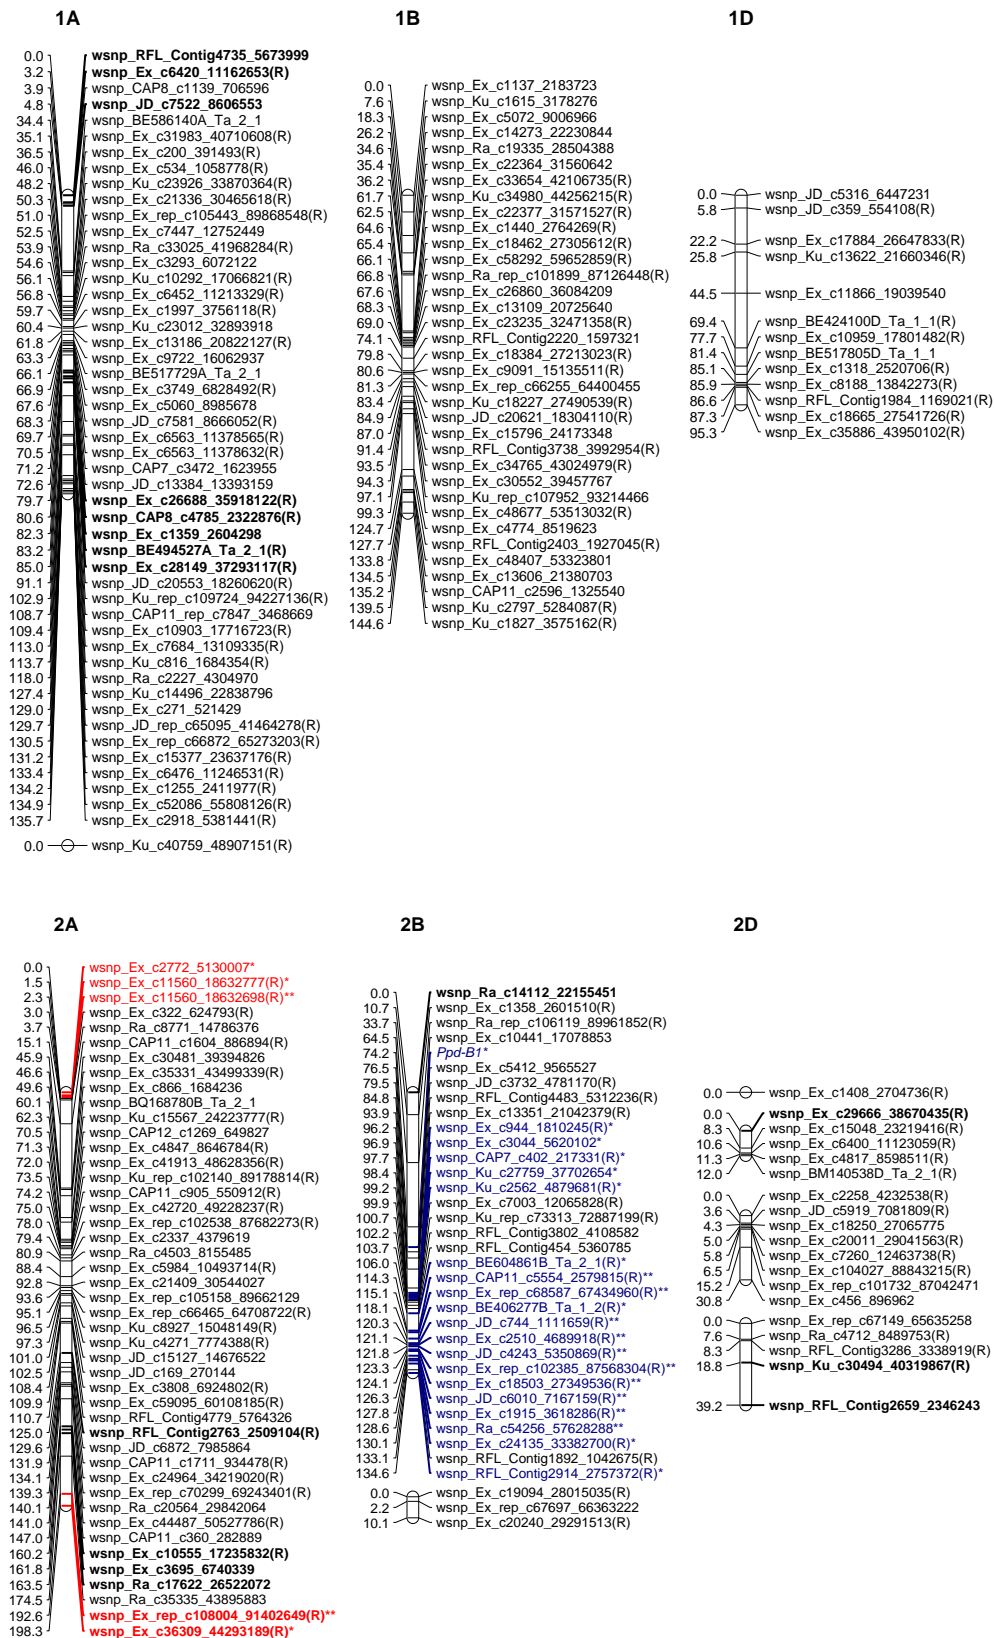 1A
0.0 wsnp_RFL_Contig4735_5673999
3.2 wsnp_Ex_c6420_11162653(R)
3.9 wsnp_CAP8_c1139_706596
4.8 wsnp_JD_c7522_8606553
34.4 wsnp_BE586140A_Ta_2_1
35.1 wsnp_Ex_c31983_40710608(R)
36.5 wsnp_Ex_c200_391493(R)
46.0 wsnp_Ex_c534_1058778(R)
48.2 wsnp_Ku_c23926_33870364(R)
50.3 wsnp_Ex_c21336_30465618(R)
51.0 wsnp_Ex_rep_c105443_89868548(R)
52.5 wsnp_Ex_c7447_12752449
53.9 wsnp_Ra_c33025_41968284(R)
54.6 wsnp_Ex_c3293_6072122
56.1 wsnp_Ku_c10292_17066821(R)
56.8 wsnp_Ex_c6452_11213329(R)
59.7 wsnp_Ex_c1997_3756118(R)
60.4 wsnp_Ku_c23012_32893918
61.8 wsnp_Ex_c13186_20822127(R)
63.3 wsnp_Ex_c9722_16062937
66.1 wsnp_BE517729A_Ta_2_1
66.9 wsnp_Ex_c3749_6828492(R)
67.6 wsnp_Ex_c5060_8985678
68.3 wsnp_JD_c7581_8666052(R)
69.7 wsnp_Ex_c6563_11378565(R)
70.5 wsnp_Ex_c6563_11378632(R)
71.2 wsnp_CAP7_c3472_1623955
72.6 wsnp_JD_c13384_13393159
79.7 wsnp_Ex_c26688_35918122(R)
80.6 wsnp_CAP8_c4785_2322876(R)
82.3 wsnp_Ex_c1359_2604298
83.2 wsnp_BE494527A_Ta_2_1(R)
85.0 wsnp_Ex_c28149_37293117(R)
91.1 wsnp_JD_c20553_18260620(R)
102.9 wsnp_Ku_rep_c109724_94227136(R)
108.7 wsnp_CAP11_rep_c7847_3468669
109.4 wsnp_Ex_c10903_17716723(R)
113.0 wsnp_Ex_c7684_13109335(R)
113.7 wsnp_Ku_c816_1684354(R)
118.0 wsnp_Ra_c2227_4304970
127.4 wsnp_Ku_c14496_22838796
129.0 wsnp_Ex_c271_521429
129.7 wsnp_JD_rep_c65095_41464278(R)
130.5 wsnp_Ex_rep_c66872_65273203(R)
131.2 wsnp_Ex_c15377_23637176(R)
133.4 wsnp_Ex_c6476_11246531(R)
134.2 wsnp_Ex_c1255_2411977(R)
134.9 wsnp_Ex_c52086_55808126(R)
135.7 wsnp_Ex_c2918_5381441(R)
0.0 wsnp_Ku_c40759_48907151(R)
1B
0.0 wsnp_Ex_c1137_2183723
7.6 wsnp_Ku_c1615_3178276
18.3 wsnp_Ex_c5072_9006966
26.2 wsnp_Ex_c14273_22230844
34.6 wsnp_Ra_c19335_28504388
35.4 wsnp_Ex_c22364_31560642
36.2 wsnp_Ex_c33654_42106735(R)
61.7 wsnp_Ku_c34980_44256215(R)
62.5 wsnp_Ex_c22377_31571527(R)
64.6 wsnp_Ex_c1440_2764269(R)
65.4 wsnp_Ex_c18462_27305612(R)
66.1 wsnp_Ex_c58292_59652859(R)
66.8 wsnp_Ra_rep_c101899_87126448(R)
67.6 wsnp_Ex_c26860_36084209
68.3 wsnp_Ex_c13109_20725640
69.0 wsnp_Ex_c23235_32471358(R)
74.1 wsnp_RFL_Contig2220_1597321
79.8 wsnp_Ex_c18384_27213023(R)
80.6 wsnp_Ex_c9091_15135511(R)
81.3 wsnp_Ex_rep_c66255_64400455
83.4 wsnp_Ku_c18227_27490539(R)
84.9 wsnp_JD_c20621_18304110(R)
87.0 wsnp_Ex_c15796_24173348
91.4 wsnp_RFL_Contig3738_3992954(R)
93.5 wsnp_Ex_c34765_43024979(R)
94.3 wsnp_Ex_c30552_39457767
97.1 wsnp_Ku_rep_c107952_93214466
99.3 wsnp_Ex_c48677_53513032(R)
124.7 wsnp_Ex_c4774_8519623
127.7 wsnp_RFL_Contig2403_1927045(R)
133.8 wsnp_Ex_c48407_53323801
134.5 wsnp_Ex_c13606_21380703
135.2 wsnp_CAP11_c2596_1325540
139.5 wsnp_Ku_c2797_5284087(R)
144.6 wsnp_Ku_c1827_3575162(R)
1D
0.0 wsnp_JD_c5316_6447231
5.8 wsnp_JD_c359_554108(R)
22.2 wsnp_Ex_c17884_26647833(R)
25.8 wsnp_Ku_c13622_21660346(R)
44.5 wsnp_Ex_c11866_19039540
69.4 wsnp_BE424100D_Ta_1_1(R)
77.7 wsnp_Ex_c10959_17801482(R)
81.4 wsnp_BE517805D_Ta_1_1
85.1 wsnp_Ex_c1318_2520706(R)
85.9 wsnp_Ex_c8188_13842273(R)
86.6 wsnp_RFL_Contig1984_1169021(R)
87.3 wsnp_Ex_c18665_27541726(R)
95.3 wsnp_Ex_c35886_43950102(R)
2A
0.0 wsnp_Ex_c2772_5130007*
1.5 wsnp_Ex_c11560_18632777(R)*
2.3 wsnp_Ex_c11560_18632698(R)**
3.0 wsnp_Ex_c322_624793(R)
3.7 wsnp_Ra_c8771_14786376
15.1 wsnp_CAP11_c1604_886894(R)
45.9 wsnp_Ex_c30481_39394826
46.6 wsnp_Ex_c35331_43499339(R)
49.6 wsnp_Ex_c866_1684236
60.1 wsnp_BQ168780B_Ta_2_1
62.3 wsnp_Ku_c15567_24223777(R)
70.5 wsnp_CAP12_c1269_649827
71.3 wsnp_Ex_c4847_8646784(R)
72.0 wsnp_Ex_c41913_48628356(R)
73.5 wsnp_Ku_rep_c102140_89178814(R)
74.2 wsnp_CAP11_c905_550912(R)
75.0 wsnp_Ex_c42720_49228237(R)
78.0 wsnp_Ex_rep_c102538_87682273(R)
79.4 wsnp_Ex_c2337_4379619
80.9 wsnp_Ra_c4503_8155485
88.4 wsnp_Ex_c5984_10493714(R)
92.8 wsnp_Ex_c21409_30544027
93.6 wsnp_Ex_rep_c105158_89662129
95.1 wsnp_Ex_rep_c66465_64708722(R)
96.5 wsnp_Ku_c8927_15048149(R)
97.3 wsnp_Ku_c4271_7774388(R)
101.0 wsnp_JD_c15127_14676522
102.5 wsnp_JD_c169_270144
108.4 wsnp_Ex_c3808_6924802(R)
109.9 wsnp_Ex_c59095_60108185(R)
110.7 wsnp_RFL_Contig4779_5764326
125.0 wsnp_RFL_Contig2763_2509104(R)
129.6 wsnp_JD_c6872_7985864
131.9 wsnp_CAP11_c1711_934478(R)
134.1 wsnp_Ex_c24964_34219020(R)
139.3 wsnp_Ex_rep_c70299_69243401(R)
140.1 wsnp_Ra_c20564_29842064
141.0 wsnp_Ex_c44487_50527786(R)
147.0 wsnp_CAP11_c360_282889
160.2 wsnp_Ex_c10555_17235832(R)
161.8 wsnp_Ex_c3695_6740339
163.5 wsnp_Ra_c17622_26522072
174.5 wsnp_Ra_c35335_43895883
192.6 wsnp_Ex_rep_c108004_91402649(R)**
198.3 wsnp_Ex_c36309_44293189(R)*
2B
0.0 wsnp_Ra_c14112_22155451
10.7 wsnp_Ex_c1358_2601510(R)
33.7 wsnp_Ra_rep_c106119_89961852(R)
64.5 wsnp_Ex_c10441_17078853
74.2 Ppd-B1*
76.5 wsnp_Ex_c5412_9565527
79.5 wsnp_JD_c3732_4781170(R)
84.8 wsnp_RFL_Contig4483_5312236(R)
93.9 wsnp_Ex_c13351_21042379(R)
96.2 wsnp_Ex_c944_1810245(R)*
96.9 wsnp_Ex_c3044_5620102*
97.7 wsnp_CAP7_c402_217331(R)*
98.4 wsnp_Ku_c27759_37702654*
99.2 wsnp_Ku_c2562_4879681(R)*
99.9 wsnp_Ex_c7003_12065828(R)
100.7 wsnp_Ku_rep_c73313_72887199(R)
102.2 wsnp_RFL_Contig3802_4108582
103.7 wsnp_RFL_Contig454_5360785
106.0 wsnp_BE604861B_Ta_2_1(R)*
114.3 wsnp_CAP11_c5554_2579815(R)**
115.1 wsnp_Ex_rep_c68587_67434960(R)**
118.1 wsnp_BE406277B_Ta_1_2(R)*
120.3 wsnp_JD_c744_1111659(R)**
121.1 wsnp_Ex_c2510_4689918(R)**
121.8 wsnp_JD_c4243_5350869(R)**
123.3 wsnp_Ex_rep_c102385_87568304(R)**
124.1 wsnp_Ex_c18503_27349536(R)**
126.3 wsnp_JD_c6010_7167159(R)**
127.8 wsnp_Ex_c1915_3618286(R)**
128.6 wsnp_Ra_c54256_57628288**
130.1 wsnp_Ex_c24135_33382700(R)*
133.1 wsnp_RFL_Contig1892_1042675(R)
134.6 wsnp_RFL_Contig2914_2757372(R)*
0.0 wsnp_Ex_c19094_28015035(R)
2.2 wsnp_Ex_rep_c67697_66363222
10.1 wsnp_Ex_c20240_29291513(R)
2D
0.0 wsnp_Ex_c1408_2704736(R)
0.0 wsnp_Ex_c29666_38670435(R)
8.3 wsnp_Ex_c15048_23219416(R)
10.6 wsnp_Ex_c6400_11123059(R)
11.3 wsnp_Ex_c4817_8598511(R)
12.0 wsnp_BM140538D_Ta_2_1(R)
0.0 wsnp_Ex_c2258_4232538(R)
3.6 wsnp_JD_c5919_7081809(R)
4.3 wsnp_Ex_c18250_27065775
5.0 wsnp_Ex_c20011_29041563(R)
5.8 wsnp_Ex_c7260_12463738(R)
6.5 wsnp_Ex_c104027_88843215(R)
15.2 wsnp_Ex_rep_c101732_87042471
30.8 wsnp_Ex_c456_896962
0.0 wsnp_Ex_rep_c67149_65635258
7.6 wsnp_Ra_c4712_8489753(R)
8.3 wsnp_RFL_Contig3286_3338919(R)
18.8 wsnp_Ku_c30494_40319867(R)
39.2 wsnp_RFL_Contig2659_2346243